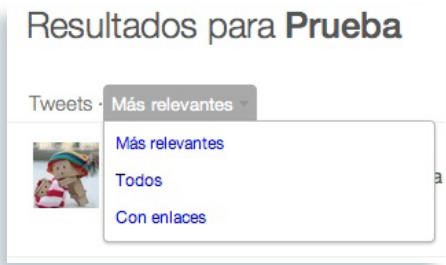 Resultados para Prueba
Tweets · Más relevantes
Más relevantes
Todos
Con enlaces
a